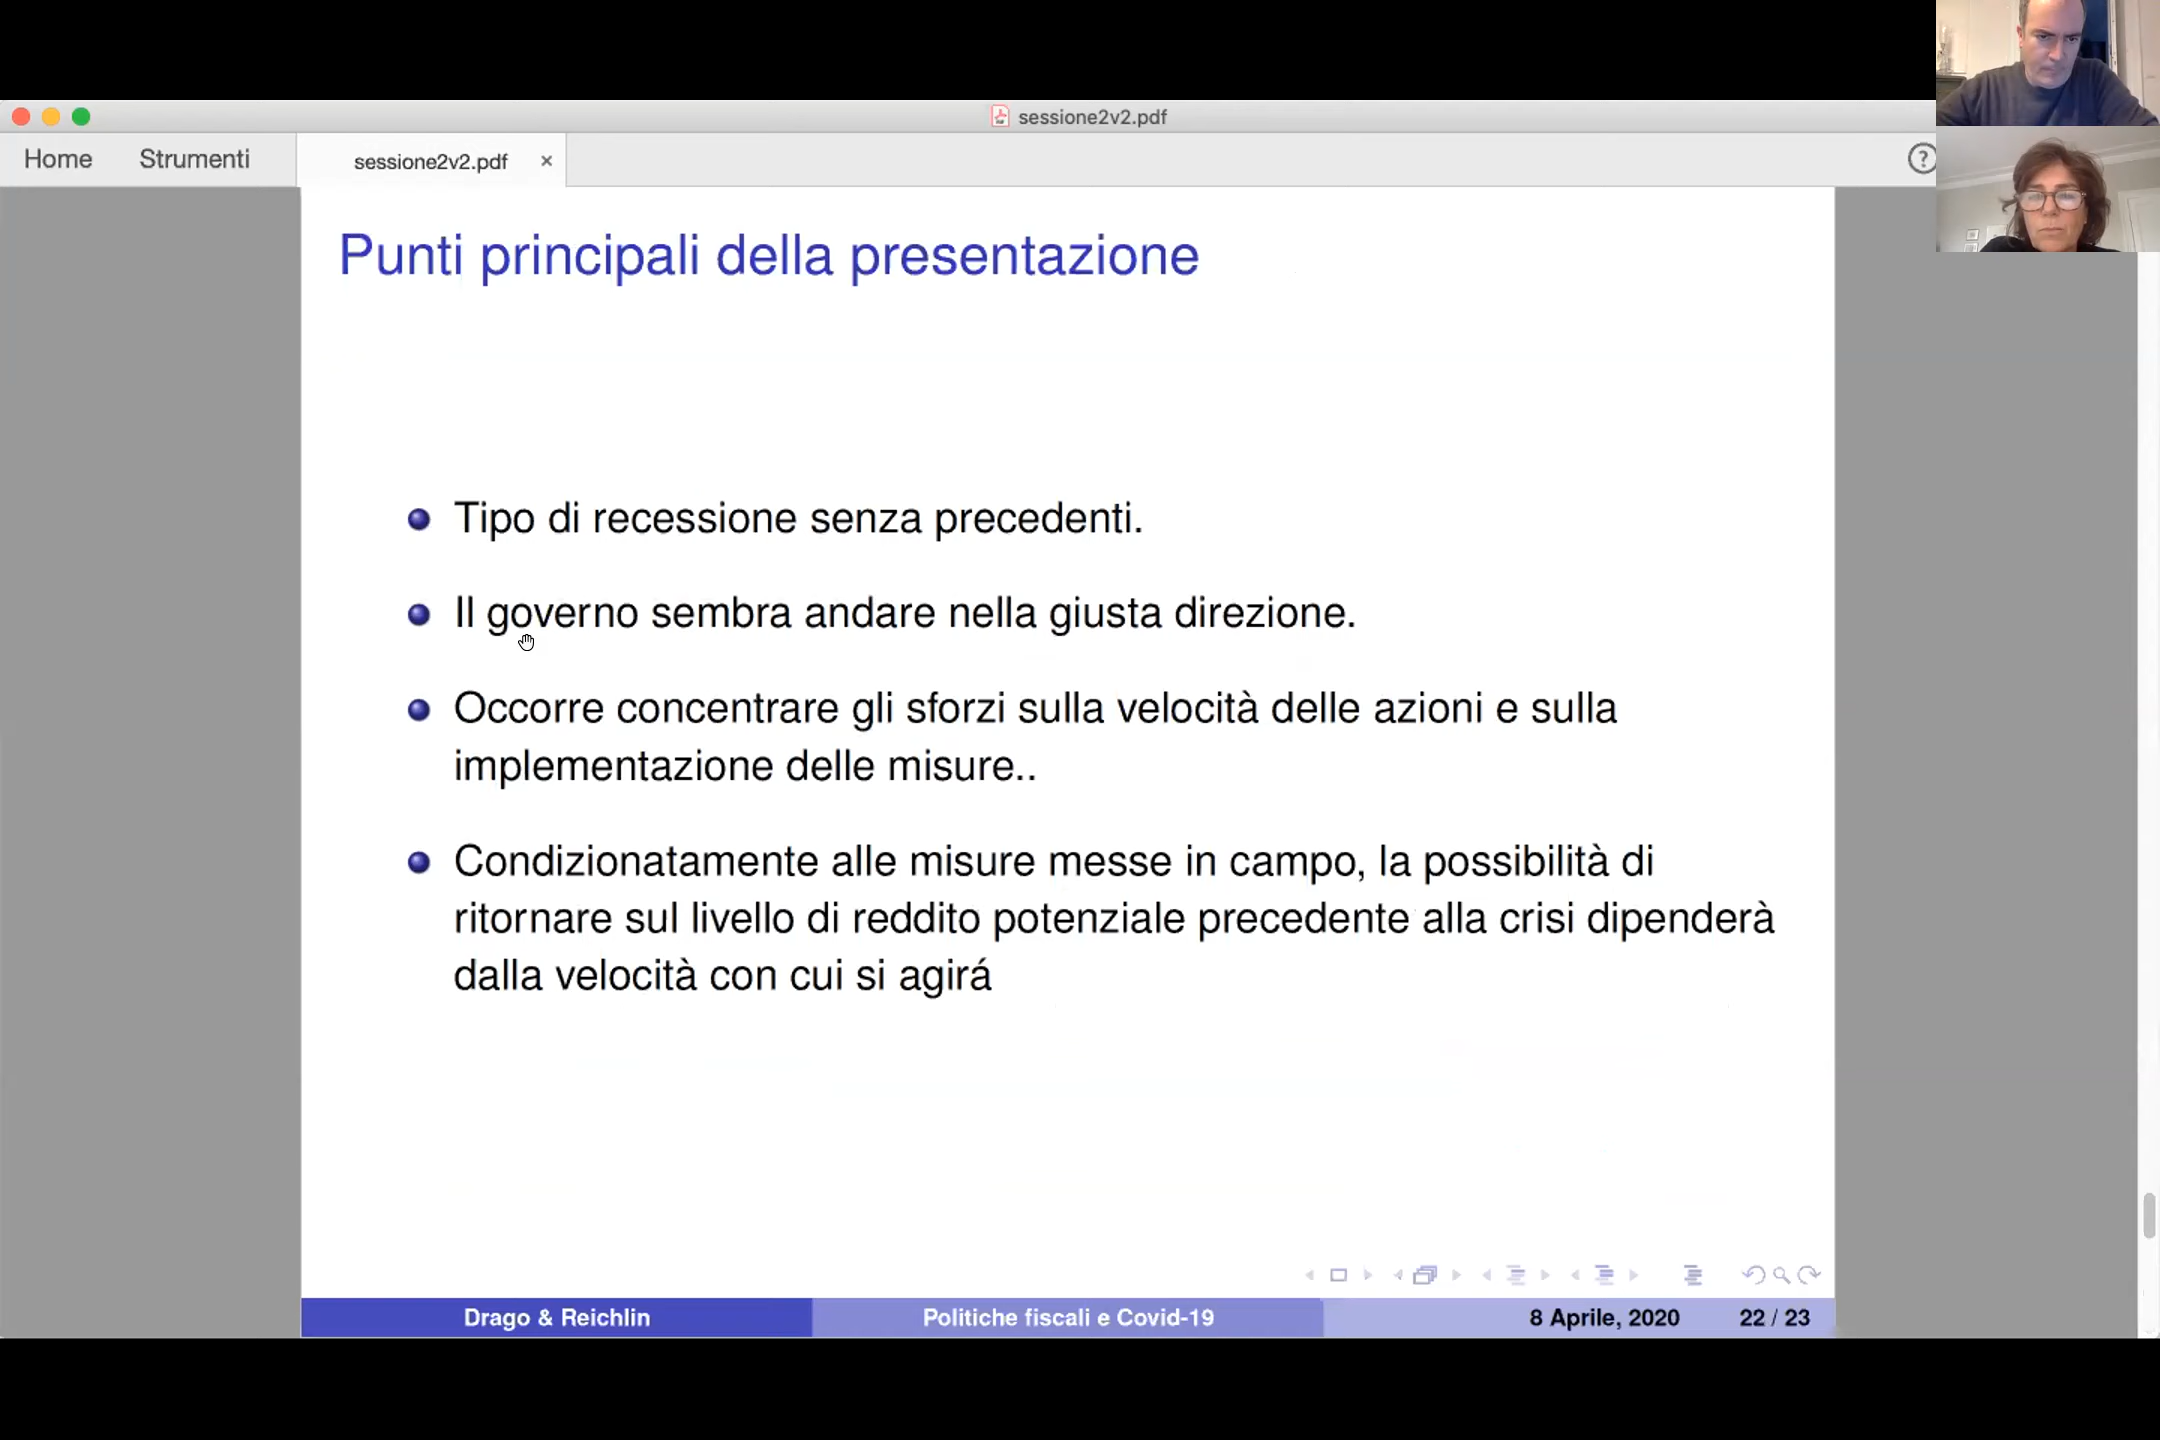 sessione2v2.pdf
Home Strumenti sessione2v2.pdf ×
?
Punti principali della presentazione
Tipo di recessione senza precedenti.
Il governo sembra andare nella giusta direzione.
Occorre concentrare gli sforzi sulla velocità delle azioni e sulla
implementazione delle misure..
Condizionatamente alle misure messe in campo, la possibilità di
ritornare sul livello di reddito potenziale precedente alla crisi dipenderà
dalla velocità con cui si agirá
Drago & Reichlin Politiche fiscali e Covid-19 8 Aprile, 2020 22 / 23